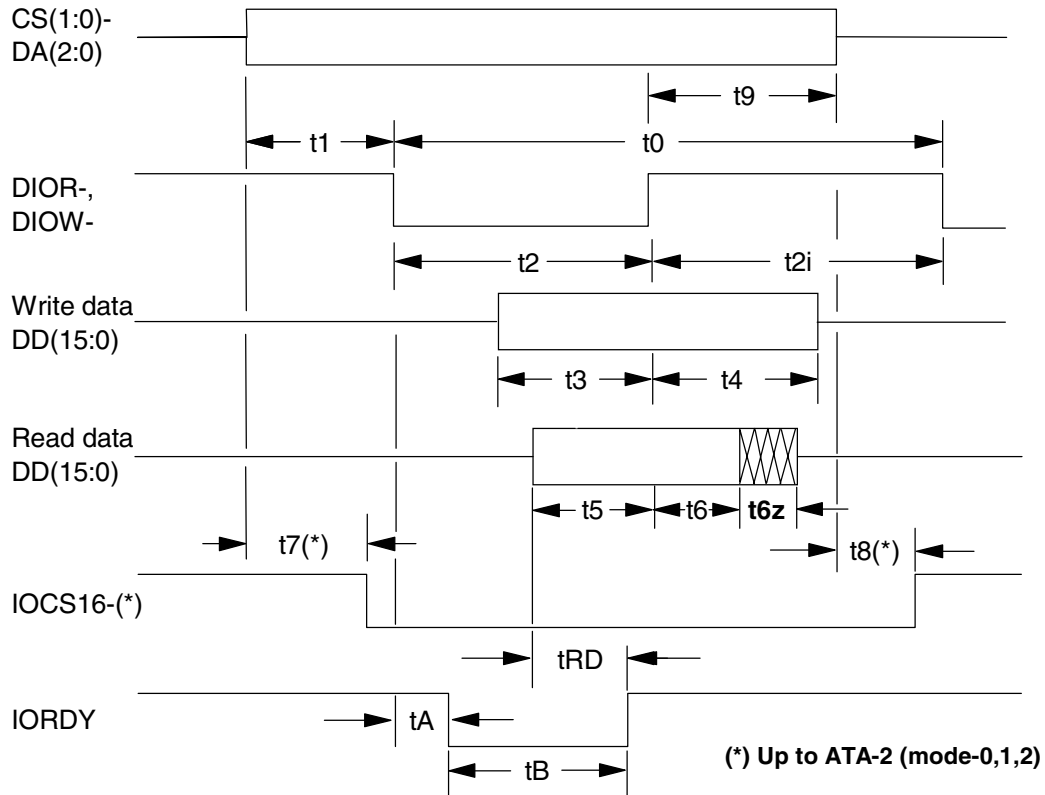 CS(1:0)-
DA(2:0)
t9
t1
t0
DIOR-,
DIOW-
t2
t2i
Write data
DD(15:0)
t3
t4
Read data
DD(15:0)
t5
t6
t6z
t7(*)
t8(*)
IOCS16-(*)
tRD
IORDY
tA
tB
(*) Up to ATA-2 (mode-0,1,2)